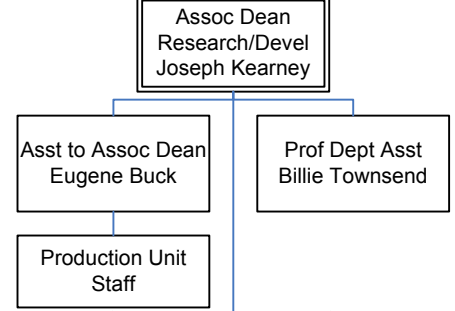 Assoc Dean
Research/Devel
Joseph Kearney
Asst to Assoc Dean
Eugene Buck
Prof Dept Asst
Billie Townsend
Production Unit
Staff